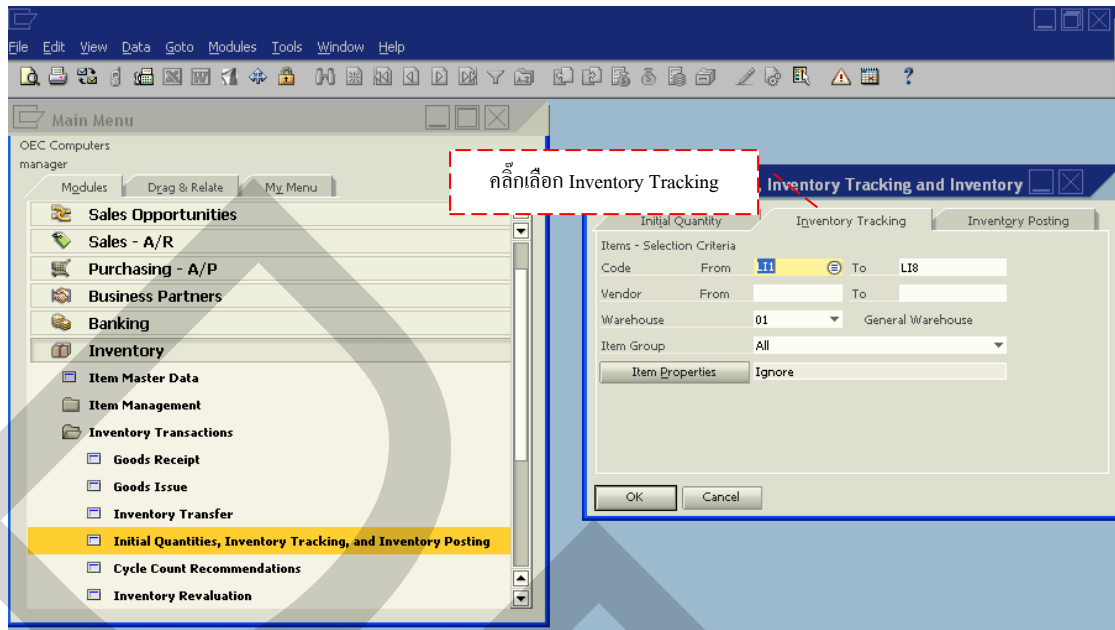 File Edit View Data Goto Modules Tools Window Help
Main Menu
OEC Computers
manager
Modules Drag & Relate My Menu
Sales Opportunities
Sales - A/R
Purchasing - A/P
Business Partners
Banking
Inventory
Item Master Data
Item Management
Inventory Transactions
Goods Receipt
Goods Issue
Inventory Transfer
Initial Quantities, Inventory Tracking, and Inventory Posting
Cycle Count Recommendations
Inventory Revaluation
คลิ๊กเลือก Inventory Tracking
, Inventory Tracking and Inventory
Initial Quantity Inventory Tracking Inventory Posting
Items - Selection Criteria
Code From LI1 To LI8
Vendor From To
Warehouse 01 General Warehouse
Item Group All
Item Properties Ignore
OK Cancel